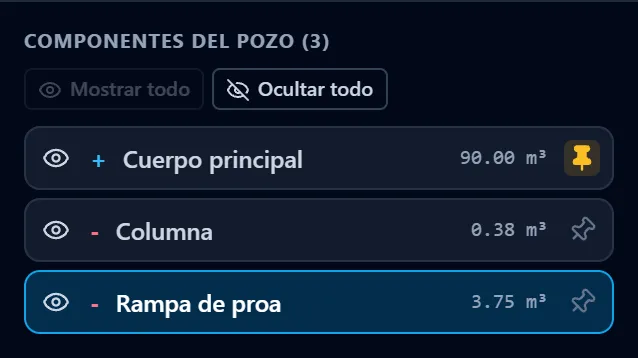 COMPONENTES DEL POZO (3)
Mostrar todo Ocultar todo
+ Cuerpo principal 90.00 m³
- Columna 0.38 m³
- Rampa de proa 3.75 m³